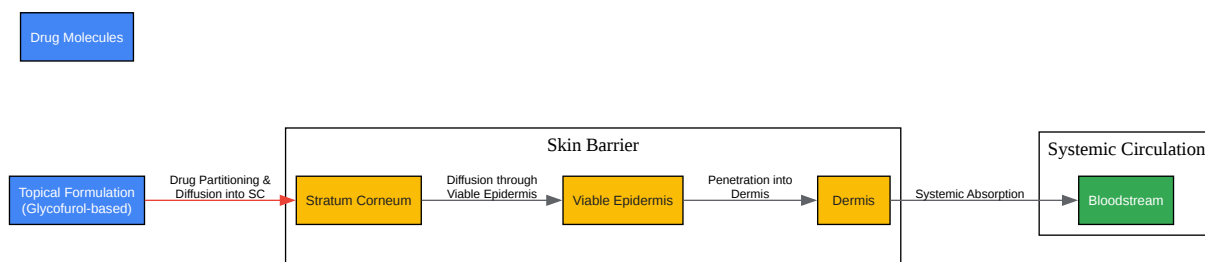 Drug Molecules
Skin Barrier
Systemic Circulation
Topical Formulation
(Glycofurol-based)
Drug Partitioning &
Diffusion into SC
Stratum Corneum
Diffusion through
Viable Epidermis
Viable Epidermis
Penetration into
Dermis
Dermis
Systemic Absorption
Bloodstream